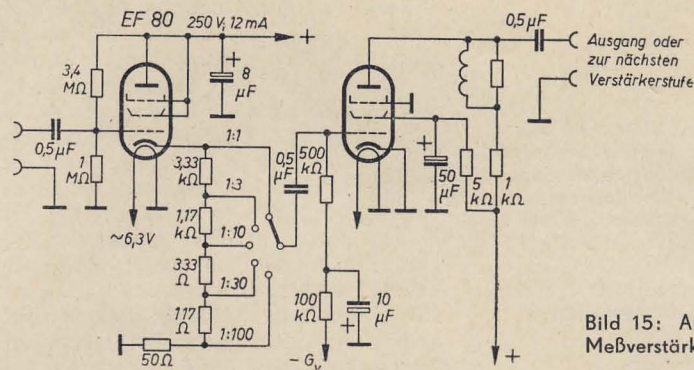 EF 80
250 V; 12 mA
+
3,4
MΩ
+
8
µF
0,5µF
1
MΩ
~6,3V
1:1
3,33
kΩ
1:3
1,17
kΩ
1:10
333
Ω
1:30
117
Ω
1:100
50Ω
0,5
µF
500
kΩ
100
kΩ
10
µF
+
- Gv
+
50
µF
5
kΩ
1
kΩ
+
0,5µF
Ausgang oder
zur nächsten
Verstärkerstufe
Bild 15: A
Meßverstärk